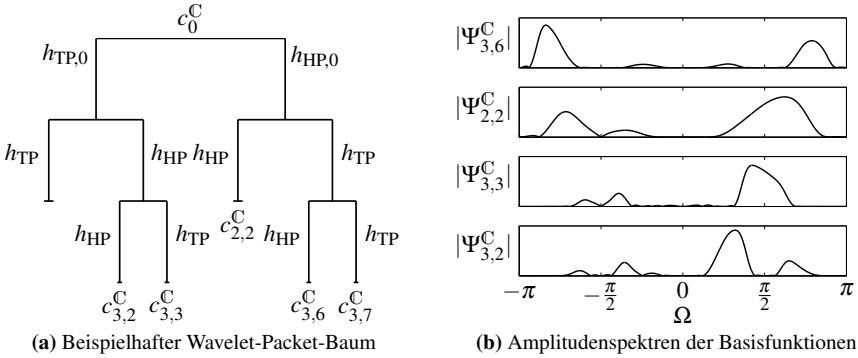 c_0^ℂ
h_TP,0
h_HP,0
h_TP
h_HP
h_HP
h_TP
c_2,2^ℂ
h_HP
h_TP
h_HP
h_TP
c_3,2^ℂ
c_3,3^ℂ
c_3,6^ℂ
c_3,7^ℂ
(a) Beispielhafter Wavelet-Packet-Baum
|Ψ_3,6^ℂ|
|Ψ_2,2^ℂ|
|Ψ_3,3^ℂ|
|Ψ_3,2^ℂ|
−π −π/2 0 π/2 π
Ω
(b) Amplitudenspektren der Basisfunktionen